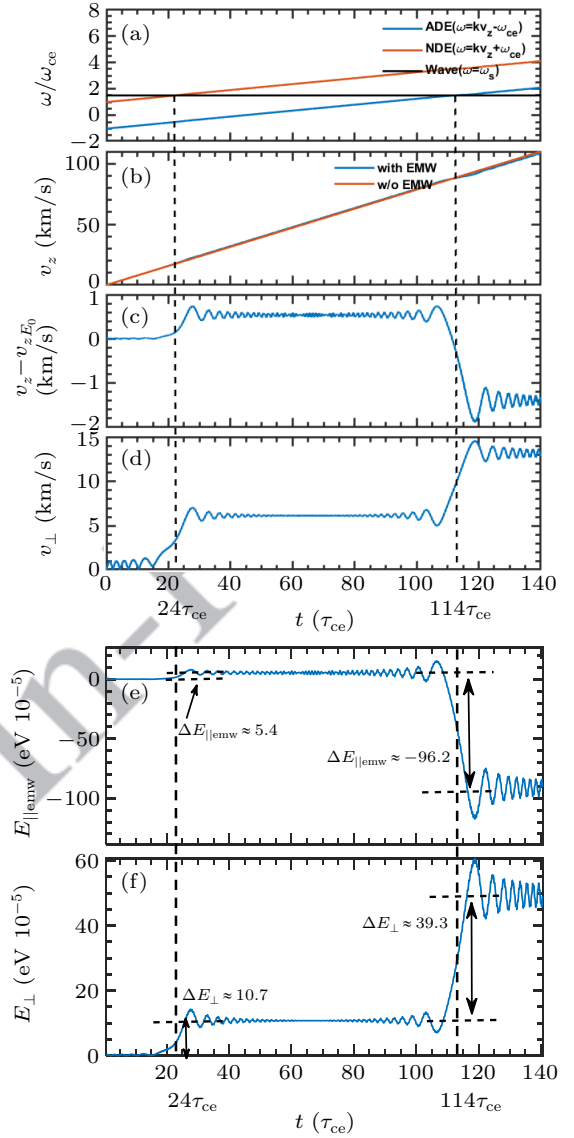 (a)
ADE(ω=kv_z-ω_ce)
NDE(ω=kv_z+ω_ce)
Wave(ω=ω_s)
ω/ω_ce
6
4
2
0
−2
(b)
with EMW
w/o EMW
v_z (km/s)
100
50
0
(c)
v_z−v_zE_0
(km/s)
1
0
−1
−2
(d)
v_⊥ (km/s)
15
10
5
0
0 20 40 60 80 100 120 140
24τ_ce t (τ_ce) 114τ_ce
(e)
E_||emw (eV 10^−5)
0
−50
−100
ΔE_||emw ≈ 5.4
ΔE_||emw ≈ −96.2
(f)
E_⊥ (eV 10^−5)
60
40
20
0
ΔE_⊥ ≈ 39.3
ΔE_⊥ ≈ 10.7
0 20 40 60 80 100 120 140
24τ_ce t (τ_ce) 114τ_ce